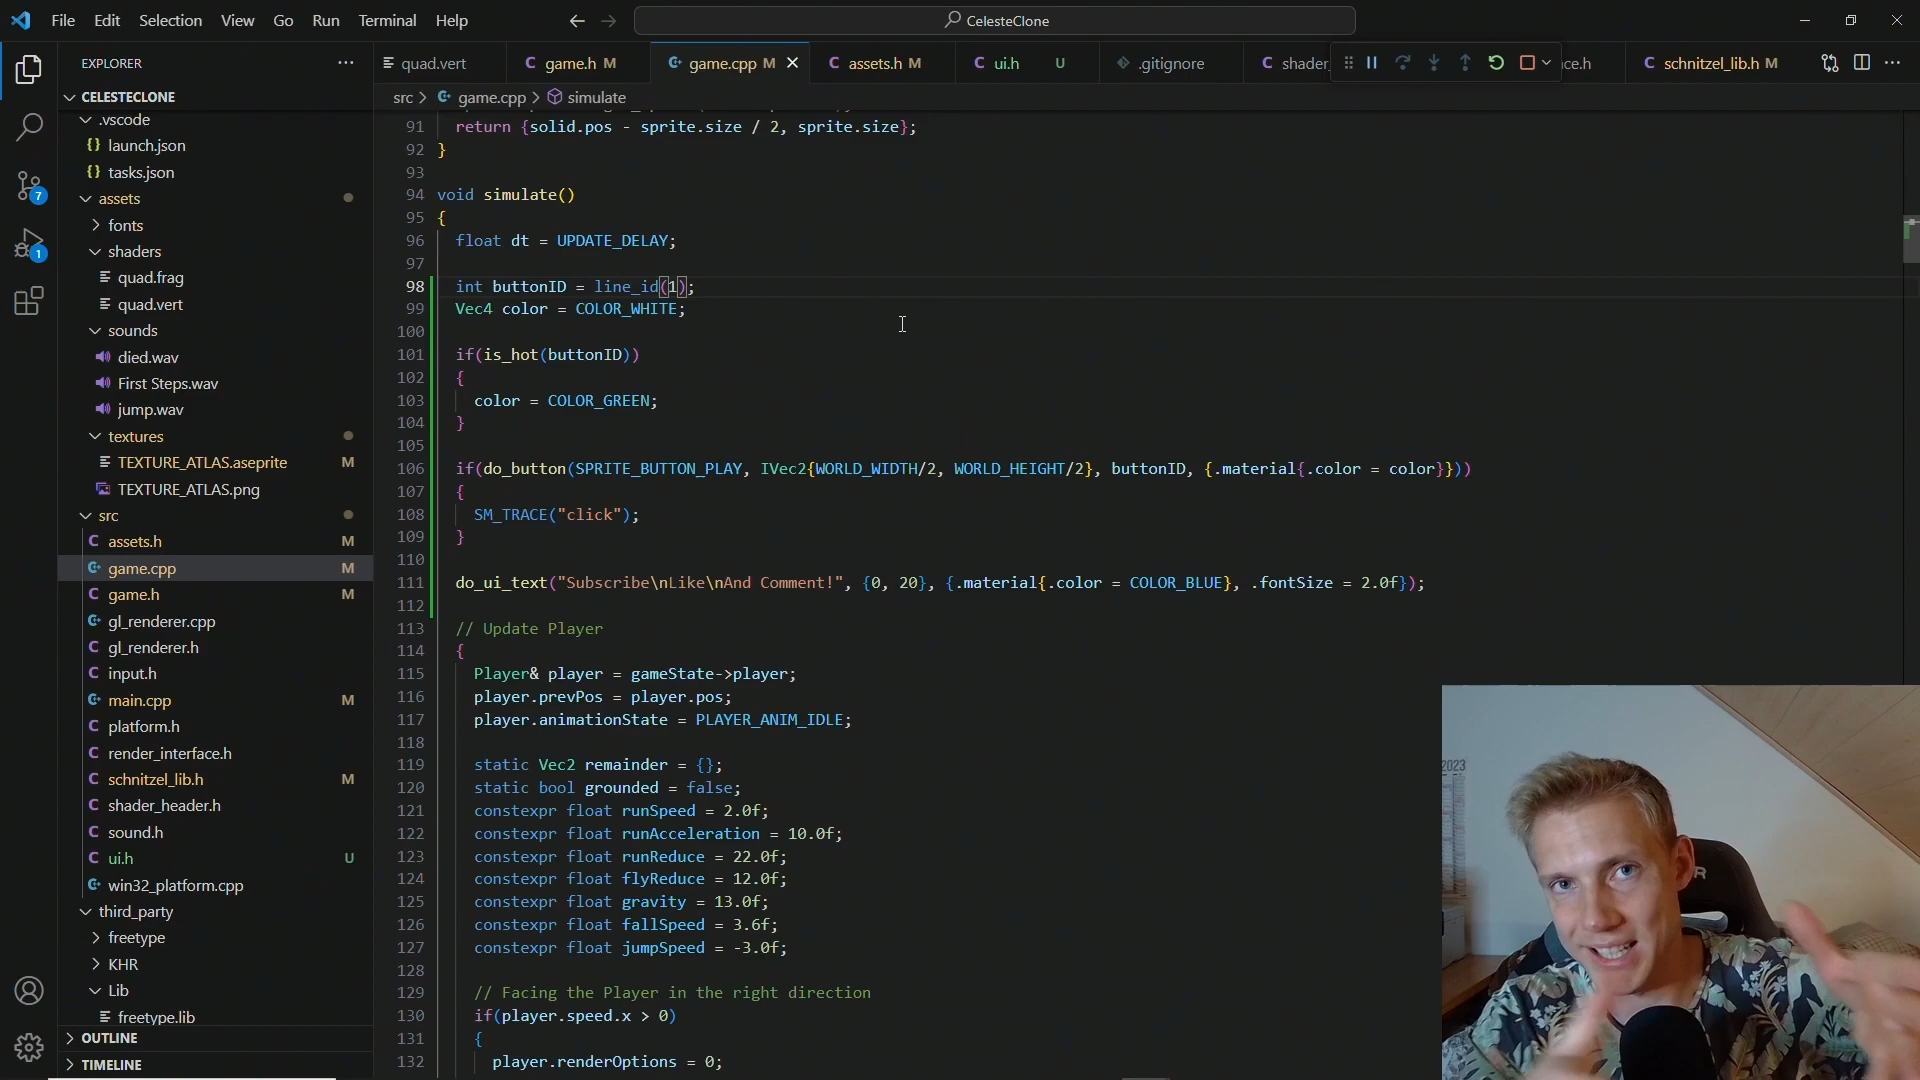 File Edit Selection View Go Run Terminal Help
CelesteClone
EXPLORER
quad.vert
game.h M
game.cpp M
assets.h M
ui.h U
.gitignore
shader
ce.h
schnitzel_lib.h M
CELESTECLONE
.vscode
launch.json
tasks.json
assets
fonts
shaders
quad.frag
quad.vert
sounds
died.wav
First Steps.wav
jump.wav
textures
TEXTURE_ATLAS.aseprite M
TEXTURE_ATLAS.png
src
assets.h M
game.cpp M
game.h M
gl_renderer.cpp
gl_renderer.h
input.h
main.cpp M
platform.h
render_interface.h
schnitzel_lib.h M
shader_header.h
sound.h
ui.h U
win32_platform.cpp
third_party
freetype
KHR
Lib
freetype.lib
OUTLINE
TIMELINE
7
1
src > game.cpp > simulate
91 return {solid.pos - sprite.size / 2, sprite.size};
92 }
93
94 void simulate()
95 {
96 float dt = UPDATE_DELAY;
97
98 int buttonID = line_id(1);
99 Vec4 color = COLOR_WHITE;
100
101 if(is_hot(buttonID))
102 {
103 color = COLOR_GREEN;
104 }
105
106 if(do_button(SPRITE_BUTTON_PLAY, IVec2{WORLD_WIDTH/2, WORLD_HEIGHT/2}, buttonID, {.material{.color = color}}))
107 {
108 SM_TRACE("click");
109 }
110
111 do_ui_text("Subscribe\nLike\nAnd Comment!", {0, 20}, {.material{.color = COLOR_BLUE}, .fontSize = 2.0f});
112
113 // Update Player
114 {
115 Player& player = gameState->player;
116 player.prevPos = player.pos;
117 player.animationState = PLAYER_ANIM_IDLE;
118
119 static Vec2 remainder = {};
120 static bool grounded = false;
121 constexpr float runSpeed = 2.0f;
122 constexpr float runAcceleration = 10.0f;
123 constexpr float runReduce = 22.0f;
124 constexpr float flyReduce = 12.0f;
125 constexpr float gravity = 13.0f;
126 constexpr float fallSpeed = 3.6f;
127 constexpr float jumpSpeed = -3.0f;
128
129 // Facing the Player in the right direction
130 if(player.speed.x > 0)
131 {
132 player.renderOptions = 0;
2023